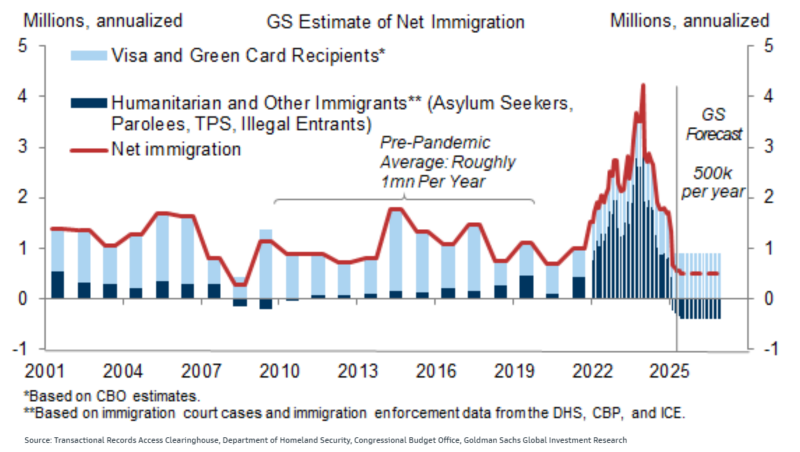 Millions, annualized
GS Estimate of Net Immigration
Millions, annualized
5
4
3
2
1
0
-1
Visa and Green Card Recipients*
Humanitarian and Other Immigrants** (Asylum Seekers,
Parolees, TPS, Illegal Entrants)
Net immigration
Pre-Pandemic
Average: Roughly
1mn Per Year
GS
Forecast
500k
per year
5
4
3
2
1
0
-1
2001 2004 2007 2010 2013 2016 2019 2022 2025
*Based on CBO estimates.
**Based on immigration court cases and immigration enforcement data from the DHS, CBP, and ICE.
Source: Transactional Records Access Clearinghouse, Department of Homeland Security, Congressional Budget Office, Goldman Sachs Global Investment Research